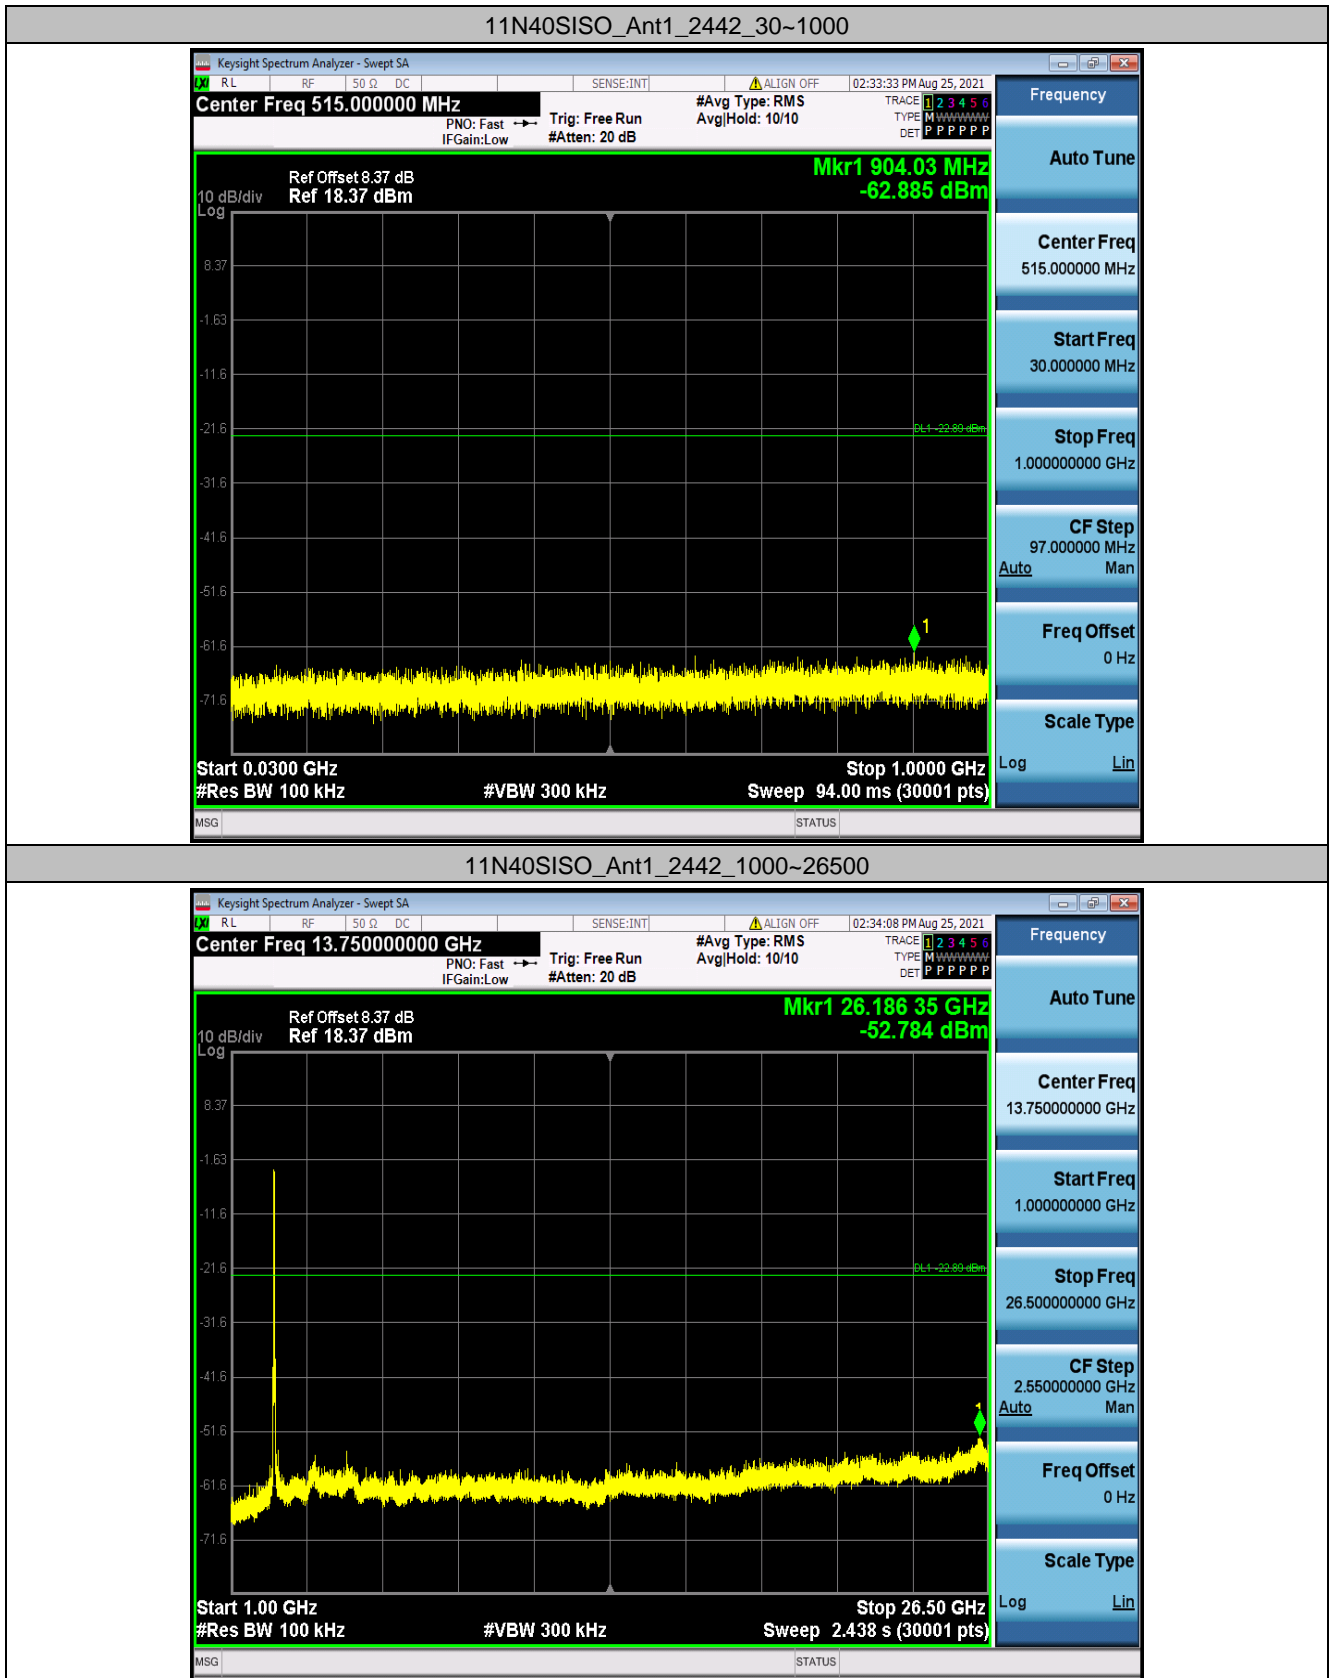 11N40SISO_Ant1_2442_30~1000
Keysight Spectrum Analyzer - Swept SA
LXI RL RF 50 Ω DC SENSE:INT ALIGN OFF 02:33:33 PM Aug 25, 2021
Center Freq 515.000000 MHz
PNO: Fast
IFGain:Low
Trig: Free Run
#Atten: 20 dB
#Avg Type: RMS
Avg|Hold: 10/10
TRACE 1 2 3 4 5 6
TYPE M WWWWW
DET P P P P P P
Frequency
Auto Tune
Mkr1 904.03 MHz
-62.885 dBm
Ref Offset 8.37 dB
10 dB/div Ref 18.37 dBm
Log
8.37
-1.63
-11.6
-21.6
-31.6
-41.6
-51.6
-61.6
-71.6
DL1 -22.89 dBm
1
Center Freq
515.000000 MHz
Start Freq
30.000000 MHz
Stop Freq
1.000000000 GHz
CF Step
97.000000 MHz
Auto Man
Freq Offset
0 Hz
Scale Type
Log Lin
Start 0.0300 GHz Stop 1.0000 GHz
#Res BW 100 kHz #VBW 300 kHz Sweep 94.00 ms (30001 pts)
MSG STATUS
11N40SISO_Ant1_2442_1000~26500
Keysight Spectrum Analyzer - Swept SA
LXI RL RF 50 Ω DC SENSE:INT ALIGN OFF 02:34:08 PM Aug 25, 2021
Center Freq 13.750000000 GHz
PNO: Fast
IFGain:Low
Trig: Free Run
#Atten: 20 dB
#Avg Type: RMS
Avg|Hold: 10/10
TRACE 1 2 3 4 5 6
TYPE M WWWWW
DET P P P P P P
Frequency
Auto Tune
Mkr1 26.186 35 GHz
-52.784 dBm
Ref Offset 8.37 dB
10 dB/div Ref 18.37 dBm
Log
8.37
-1.63
-11.6
-21.6
-31.6
-41.6
-51.6
-61.6
-71.6
DL1 -22.89 dBm
1
Center Freq
13.750000000 GHz
Start Freq
1.000000000 GHz
Stop Freq
26.500000000 GHz
CF Step
2.550000000 GHz
Auto Man
Freq Offset
0 Hz
Scale Type
Log Lin
Start 1.00 GHz Stop 26.50 GHz
#Res BW 100 kHz #VBW 300 kHz Sweep 2.438 s (30001 pts)
MSG STATUS